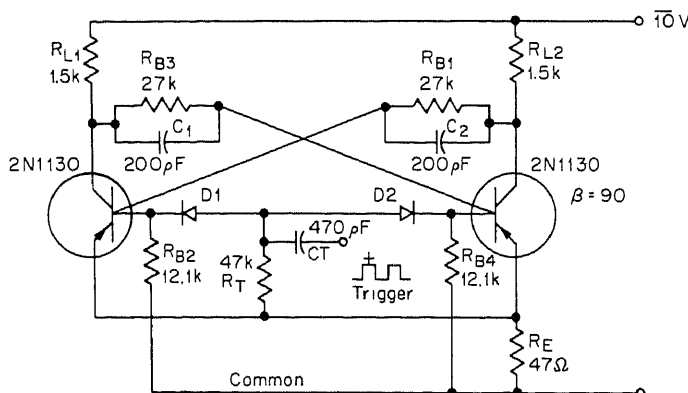 10 V
RL1
1.5k
RB3
27k
RB1
27k
RL2
1.5k
C1
200pF
C2
200pF
2N1130
2N1130
D1
D2
β = 90
470 pF
CT
RB2
12.1k
47k
RT
+
Trigger
RB4
12.1k
RE
47Ω
Common